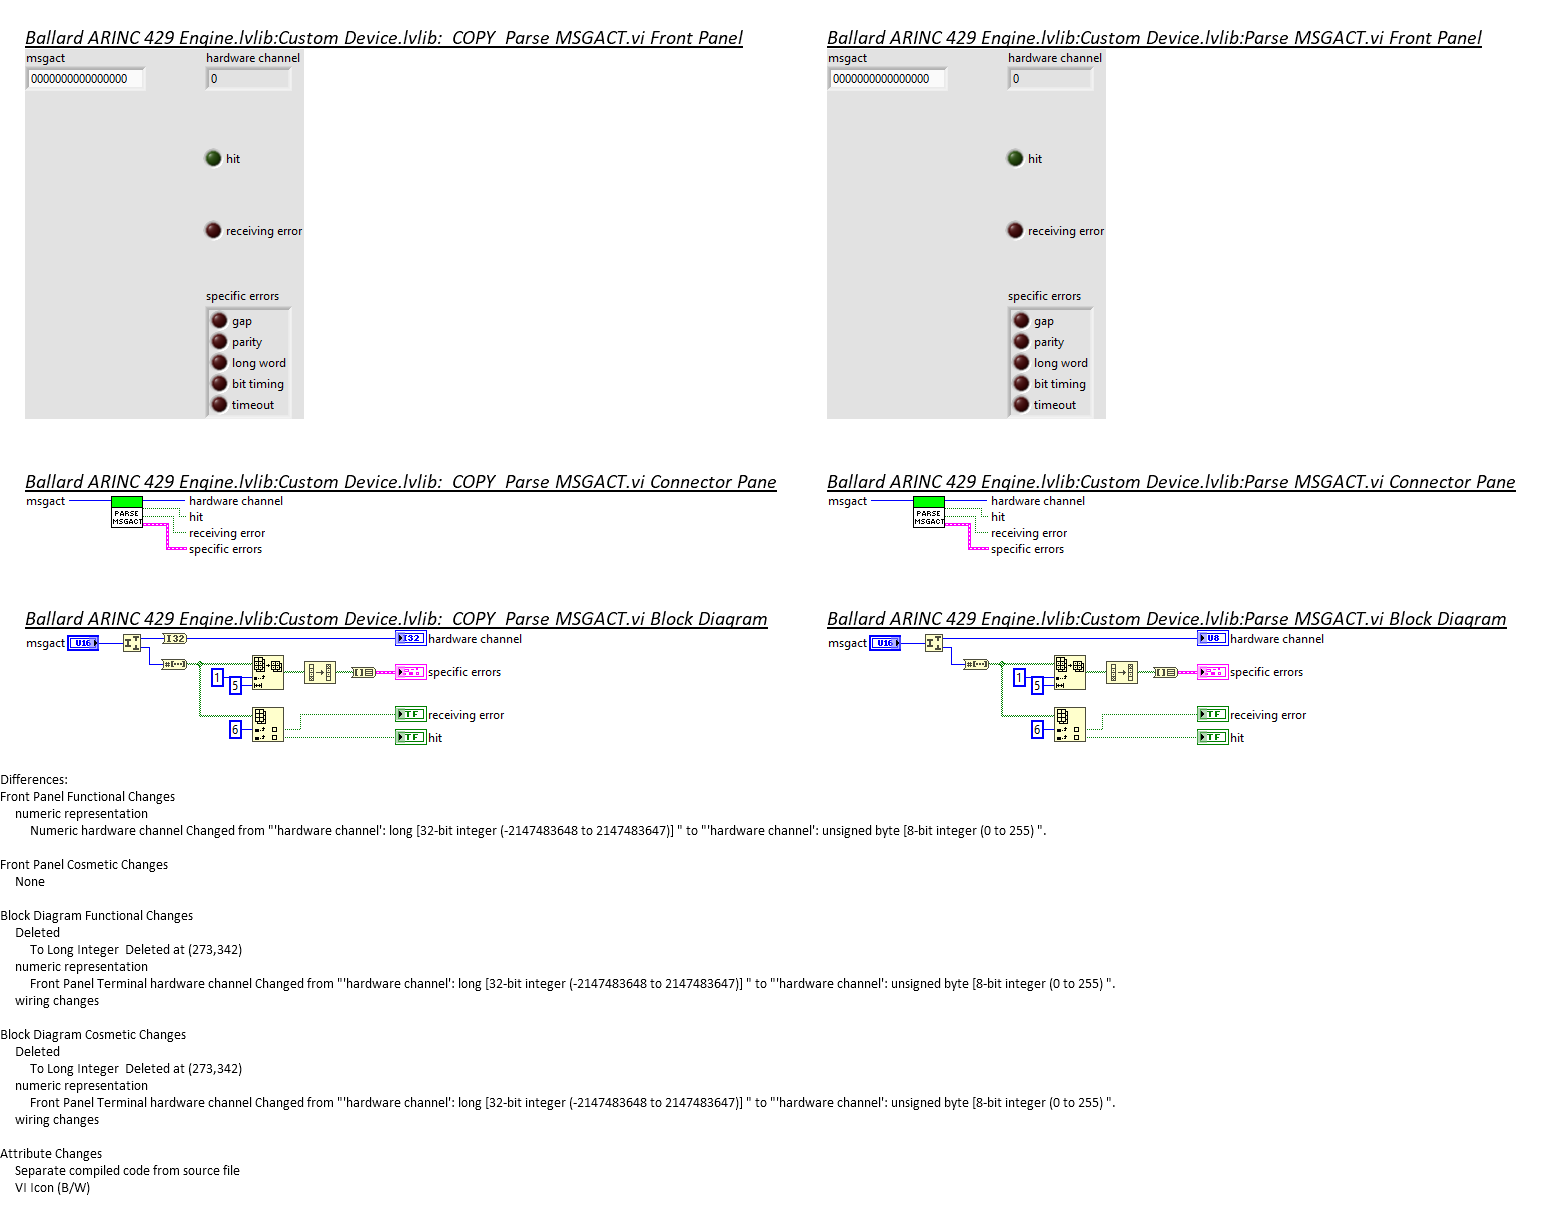 Ballard ARINC 429 Engine.lvlib:Custom Device.lvlib:_COPY_Parse MSGACT.vi Front Panel
msgact
hardware channel
0000000000000000
0
hit
receiving error
specific errors
gap
parity
long word
bit timing
timeout
Ballard ARINC 429 Engine.lvlib:Custom Device.lvlib:Parse MSGACT.vi Front Panel
msgact
hardware channel
0000000000000000
0
hit
receiving error
specific errors
gap
parity
long word
bit timing
timeout
Ballard ARINC 429 Engine.lvlib:Custom Device.lvlib:_COPY_Parse MSGACT.vi Connector Pane
msgact
PARSE
MSGACT
hardware channel
hit
receiving error
specific errors
Ballard ARINC 429 Engine.lvlib:Custom Device.lvlib:Parse MSGACT.vi Connector Pane
msgact
PARSE
MSGACT
hardware channel
hit
receiving error
specific errors
Ballard ARINC 429 Engine.lvlib:Custom Device.lvlib:_COPY_Parse MSGACT.vi Block Diagram
msgact
U16
I32
I32
hardware channel
1
5
specific errors
6
TF
receiving error
TF
hit
Ballard ARINC 429 Engine.lvlib:Custom Device.lvlib:Parse MSGACT.vi Block Diagram
msgact
U16
U8
hardware channel
1
5
specific errors
6
TF
receiving error
TF
hit
Differences:
Front Panel Functional Changes
numeric representation
Numeric hardware channel Changed from "'hardware channel': long [32-bit integer (-2147483648 to 2147483647)] " to "'hardware channel': unsigned byte [8-bit integer (0 to 255) ".
Front Panel Cosmetic Changes
None
Block Diagram Functional Changes
Deleted
To Long Integer  Deleted at (273,342)
numeric representation
Front Panel Terminal hardware channel Changed from "'hardware channel': long [32-bit integer (-2147483648 to 2147483647)] " to "'hardware channel': unsigned byte [8-bit integer (0 to 255) ".
wiring changes
Block Diagram Cosmetic Changes
Deleted
To Long Integer  Deleted at (273,342)
numeric representation
Front Panel Terminal hardware channel Changed from "'hardware channel': long [32-bit integer (-2147483648 to 2147483647)] " to "'hardware channel': unsigned byte [8-bit integer (0 to 255) ".
wiring changes
Attribute Changes
Separate compiled code from source file
VI Icon (B/W)